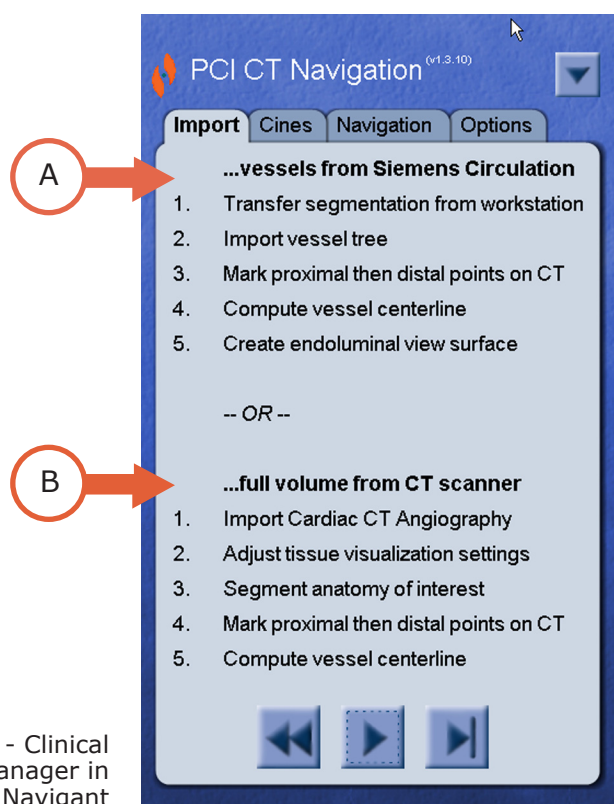 PCI CT Navigation (v1.3.10)
Import Cines Navigation Options
A
...vessels from Siemens Circulation
1. Transfer segmentation from workstation
2. Import vessel tree
3. Mark proximal then distal points on CT
4. Compute vessel centerline
5. Create endoluminal view surface
-- OR --
B
...full volume from CT scanner
1. Import Cardiac CT Angiography
2. Adjust tissue visualization settings
3. Segment anatomy of interest
4. Mark proximal then distal points on CT
5. Compute vessel centerline
- Clinical
anager in
Navigant